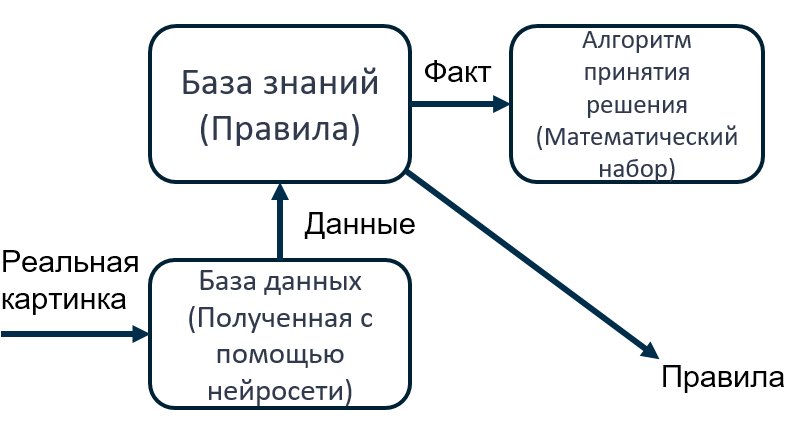 База знаний
(Правила)
Факт
Алгоритм
принятия
решения
(Математический
набор)
Данные
Реальная
картинка
База данных
(Полученная с
помощью
нейросети)
Правила